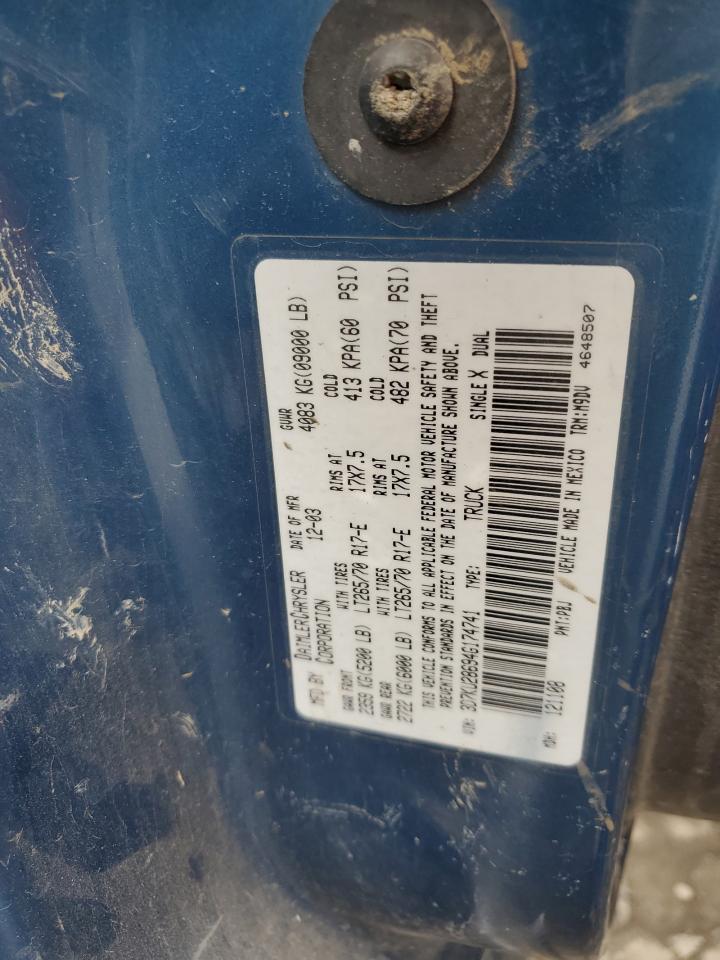 MFD BY DAIMLERCHRYSLER CORPORATION DATE OF MFR 12-03 GVWR 4083 KG(09000 LB)
GAWR FRONT WITH TIRES RIMS AT COLD
2359 KG(5200 LB) LT265/70 R17-E 17X7.5 413 KPA(60 PSI)
GAWR REAR WITH TIRES RIMS AT COLD
2722 KG(6000 LB) LT265/70 R17-E 17X7.5 482 KPA(70 PSI)
THIS VEHICLE CONFORMS TO ALL APPLICABLE FEDERAL MOTOR VEHICLE SAFETY AND THEFT
PREVENTION STANDARDS IN EFFECT ON THE DATE OF MANUFACTURE SHOWN ABOVE.
VIN: 3D7KU28694G174741 TYPE: TRUCK SINGLE X DUAL
MDH: 121108 PNT:PBJ VEHICLE MADE IN MEXICO TRM:M9DV
4648507